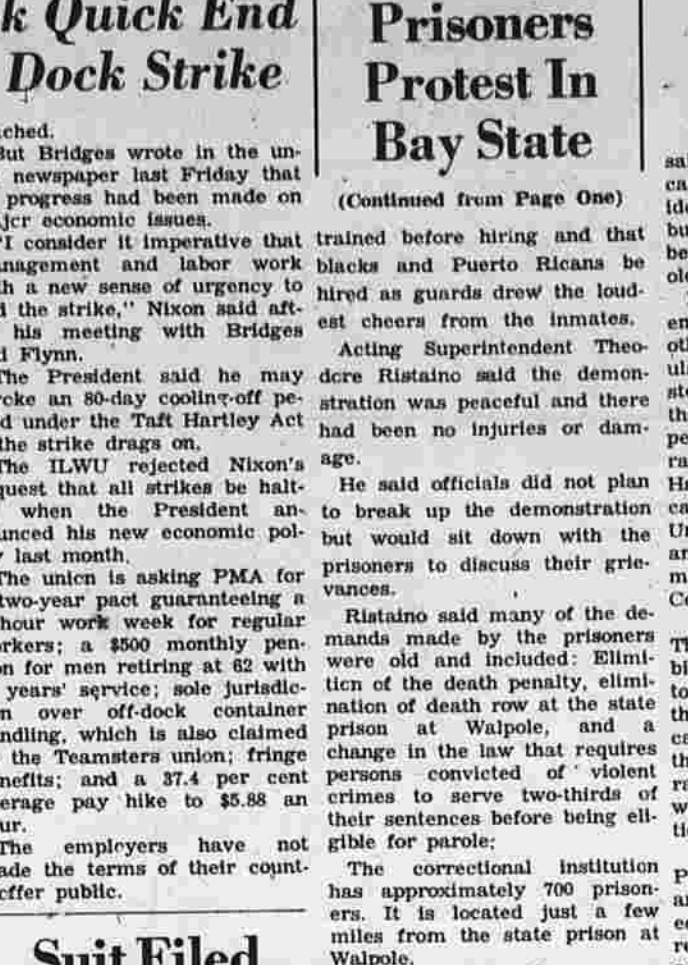 k Quick End
Dock Strike
ched.
But Bridges wrote in the un-
newspaper last Friday that
progress had been made on
jcr economic issues.
"I consider it imperative that
nagement and labor work
h a new sense of urgency to
d the strike," Nixon said aft-
his meeting with Bridges
d Flynn.
The President said he may
oke an 80-day cooling-off pe-
d under the Taft Hartley Act
the strike drags on.
The ILWU rejected Nixon's
quest that all strikes be halt-
when the President an-
unced his new economic pol-
y last month.
The union is asking PMA for
two-year pact guaranteeing a
hour work week for regular
rkers; a $500 monthly pen-
on for men retiring at 62 with
years' service; sole jurisdic-
n over off-dock container
ndling, which is also claimed
the Teamsters union; fringe
nefits; and a 37.4 per cent
erage pay hike to $5.88 an
ur.
The employers have not
ade the terms of their count-
offer public.
Suit Filed
Prisoners
Protest In
Bay State
(Continued from Page One)
trained before hiring and that
blacks and Puerto Ricans be
hired as guards drew the loud-
est cheers from the inmates.
Acting Superintendent Theo-
dcre Ristaino said the demon-
stration was peaceful and there
had been no injuries or dam-
age.
He said officials did not plan
to break up the demonstration
but would sit down with the
prisoners to discuss their grie-
vances.
Ristaino said many of the de-
mands made by the prisoners
were old and included: Elimi-
ticn of the death penalty, elimi-
nation of death row at the state
prison at Walpole, and a
change in the law that requires
persons convicted of violent
crimes to serve two-thirds of
their sentences before being eli-
gible for parole;
The correctional institution
has approximately 700 prison-
ers. It is located just a few
miles from the state prison at
Walpole.